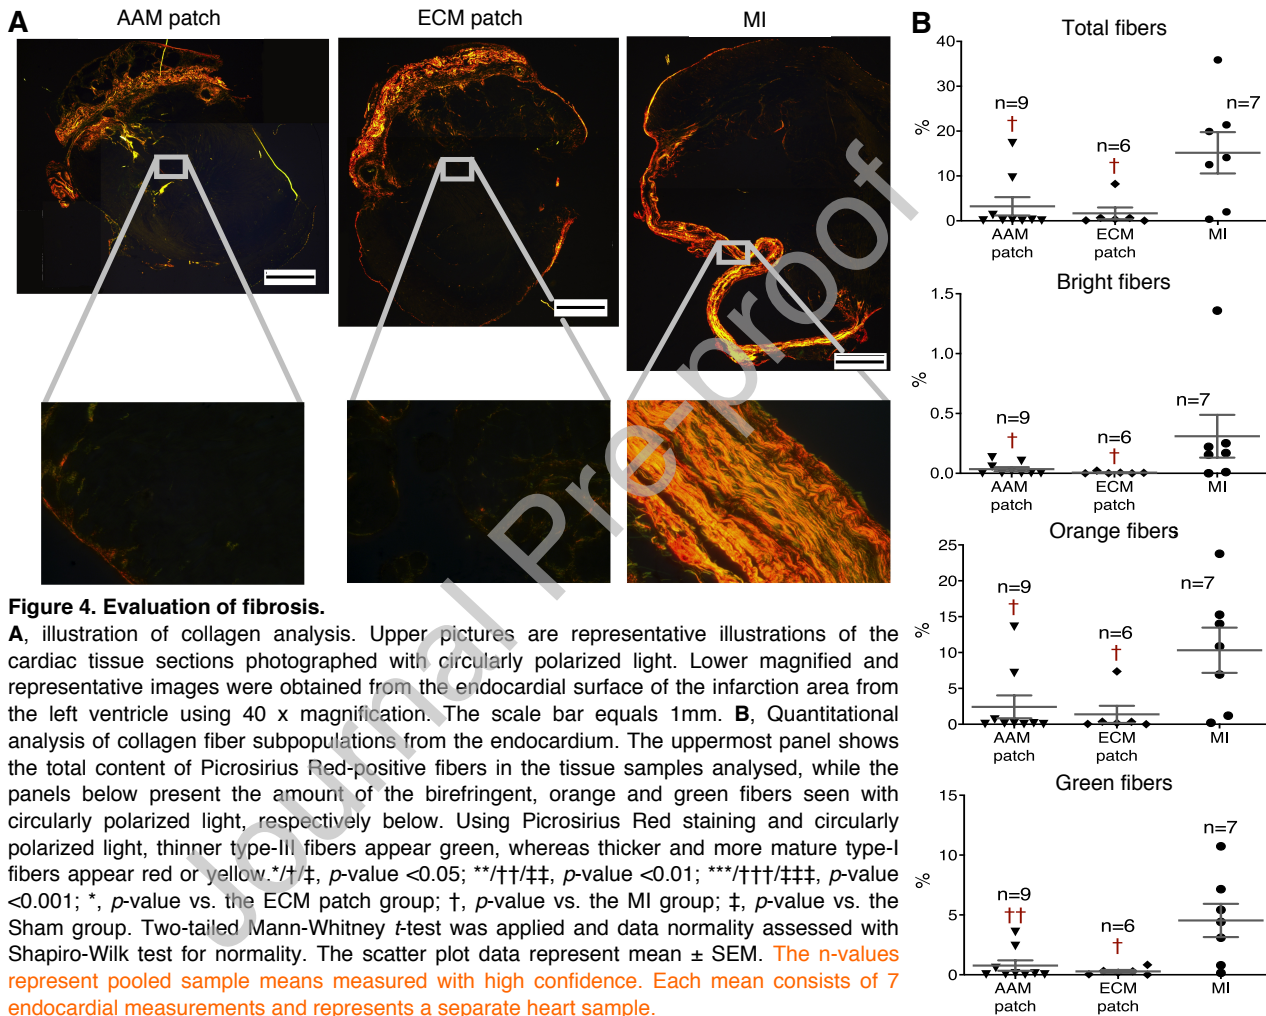 A
AAM patch
ECM patch
MI
Figure 4. Evaluation of fibrosis.
A, illustration of collagen analysis. Upper pictures are representative illustrations of the
cardiac tissue sections photographed with circularly polarized light. Lower magnified and
representative images were obtained from the endocardial surface of the infarction area from
the left ventricle using 40 x magnification. The scale bar equals 1mm. B, Quantitational
analysis of collagen fiber subpopulations from the endocardium. The uppermost panel shows
the total content of Picrosirius Red-positive fibers in the tissue samples analysed, while the
panels below present the amount of the birefringent, orange and green fibers seen with
circularly polarized light, respectively below. Using Picrosirius Red staining and circularly
polarized light, thinner type-III fibers appear green, whereas thicker and more mature type-I
fibers appear red or yellow.*/†/‡, p-value <0.05; **/††/‡‡, p-value <0.01; ***/†††/‡‡‡, p-value
<0.001; *, p-value vs. the ECM patch group; †, p-value vs. the MI group; ‡, p-value vs. the
Sham group. Two-tailed Mann-Whitney t-test was applied and data normality assessed with
Shapiro-Wilk test for normality. The scatter plot data represent mean ± SEM. The n-values
represent pooled sample means measured with high confidence. Each mean consists of 7
endocardial measurements and represents a separate heart sample.
B
Total fibers
40
30
20
10
0
%
n=9
†
n=6
†
n=7
AAM
patch
ECM
patch
MI
Bright fibers
1.5
1.0
0.5
0.0
%
n=9
†
n=6
†
n=7
AAM
patch
ECM
patch
MI
Orange fibers
25
20
15
10
5
0
%
n=9
†
n=6
†
n=7
AAM
patch
ECM
patch
MI
Green fibers
15
10
5
0
%
n=9
††
n=6
†
n=7
AAM
patch
ECM
patch
MI
Journal Pre-proof